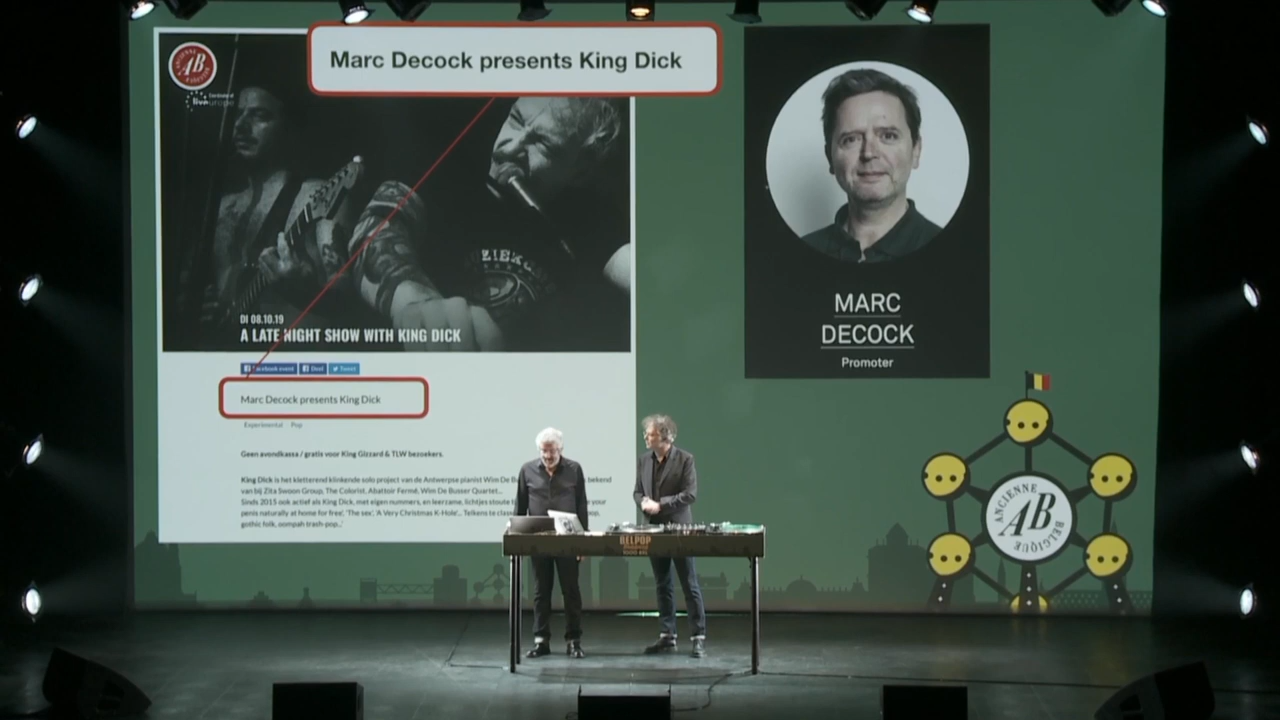 Marc Decock presents King Dick
ANCIENNE BELGIQUE
AB
live europe
DI 08.10.19
A LATE NIGHT SHOW WITH KING DICK
Facebook event Deel Tweet
Marc Decock presents King Dick
Experimental Pop
Geen avondkassa / gratis voor King Gizzard & TLW bezoekers.
King Dick is het kletterend klinkende solo project van de Antwerpse pianist Wim De bekend
van bij Zita Swoon Group, The Colorist, Abattoir Fermé, Wim De Busser Quartet...
Sinds 2015 ook actief als King Dick, met eigen nummers, en leerzame, lichtjes your
penis naturally at home for free', 'The sex', 'A Very Christmas K-Hole'... Telkens te
gothic folk, oompah trash-pop...'
MARC
DECOCK
Promoter
ANCIENNE
AB
BELGIQUE
BELPOP